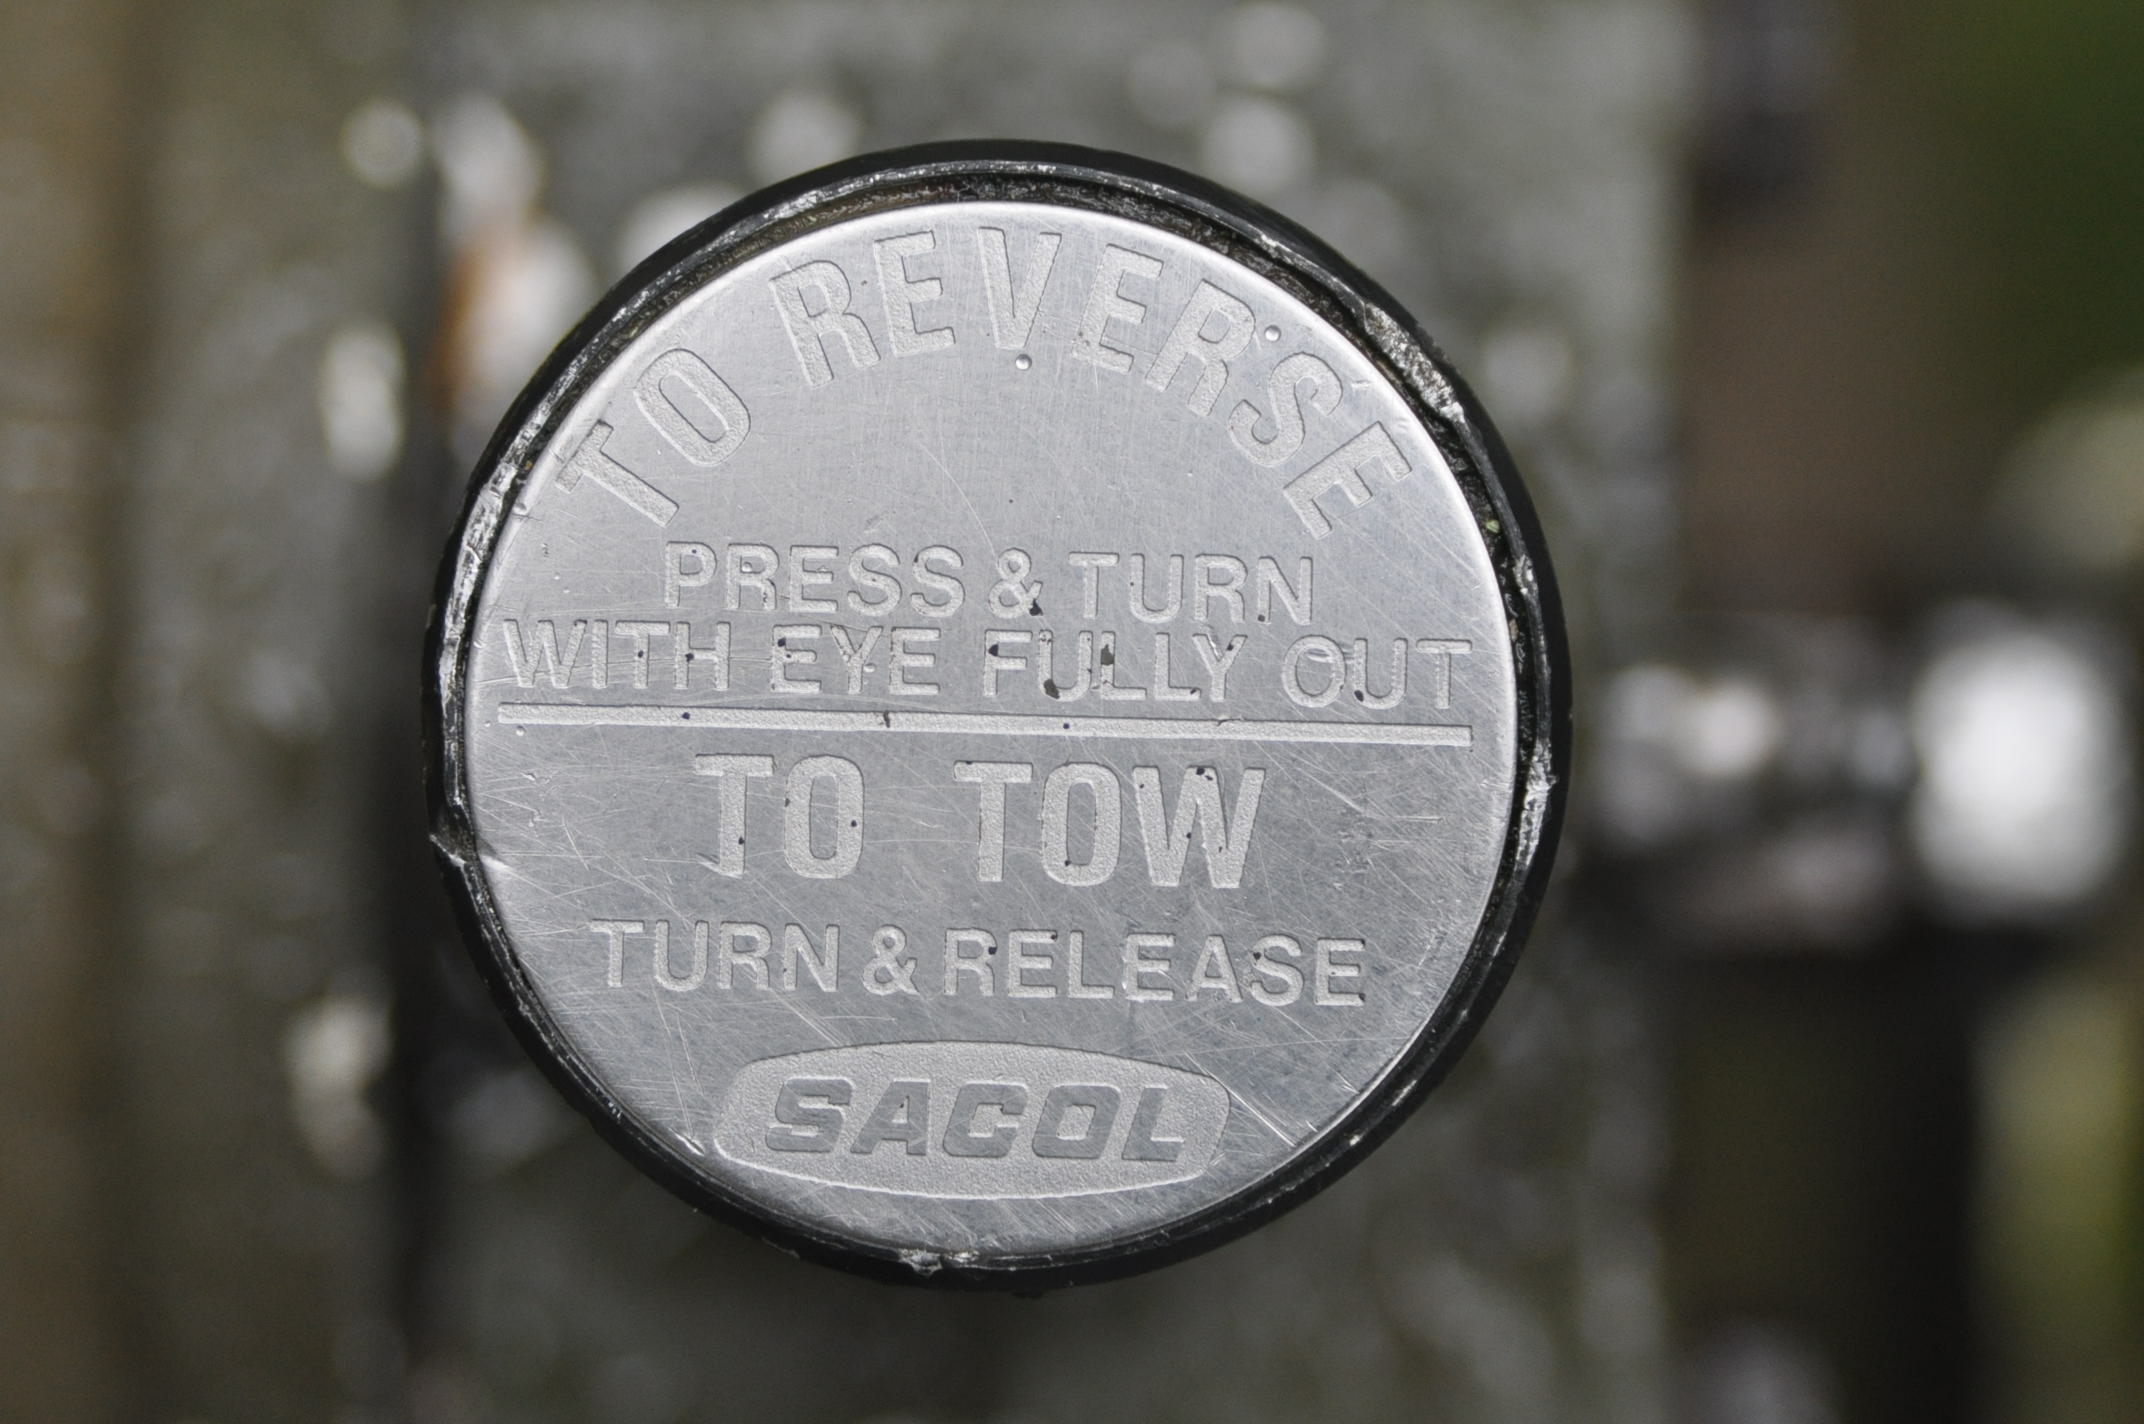 TO REVERSE
PRESS & TURN
WITH EYE FULLY OUT
TO TOW
TURN & RELEASE
SACOL